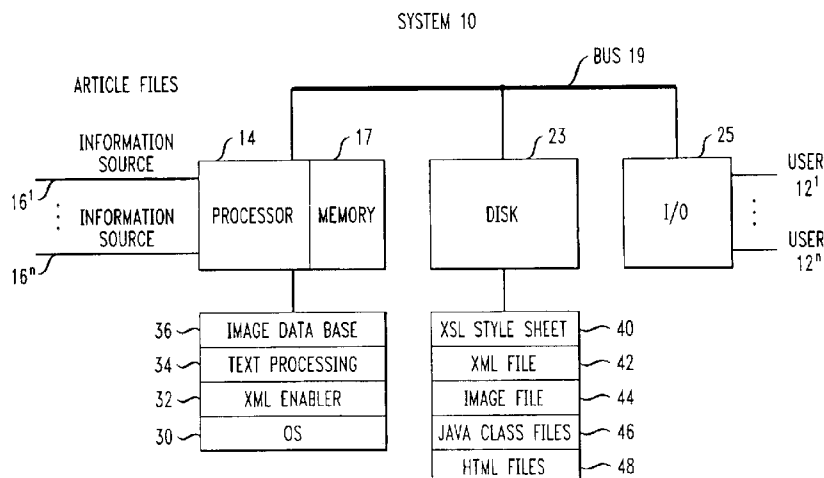 SYSTEM 10
BUS 19
ARTICLE FILES
INFORMATION
SOURCE
16¹
INFORMATION
SOURCE
16ⁿ
14
17
PROCESSOR
MEMORY
23
DISK
25
I/O
USER
12¹
USER
12ⁿ
36
IMAGE DATA BASE
34
TEXT PROCESSING
32
XML ENABLER
30
OS
XSL STYLE SHEET
40
XML FILE
42
IMAGE FILE
44
JAVA CLASS FILES
46
HTML FILES
48